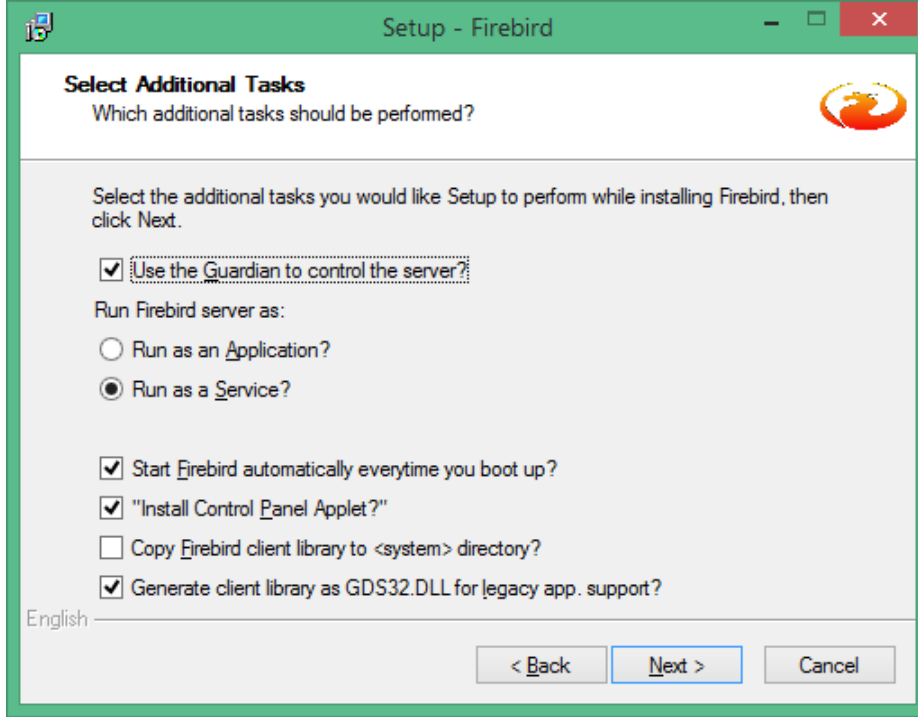 Setup - Firebird
Select Additional Tasks
Which additional tasks should be performed?
Select the additional tasks you would like Setup to perform while installing Firebird, then
click Next.
Use the Guardian to control the server?
Run Firebird server as:
Run as an Application?
Run as a Service?
Start Firebird automatically everytime you boot up?
"Install Control Panel Applet?"
Copy Firebird client library to <system> directory?
Generate client library as GDS32.DLL for legacy app. support?
English
< Back Next > Cancel